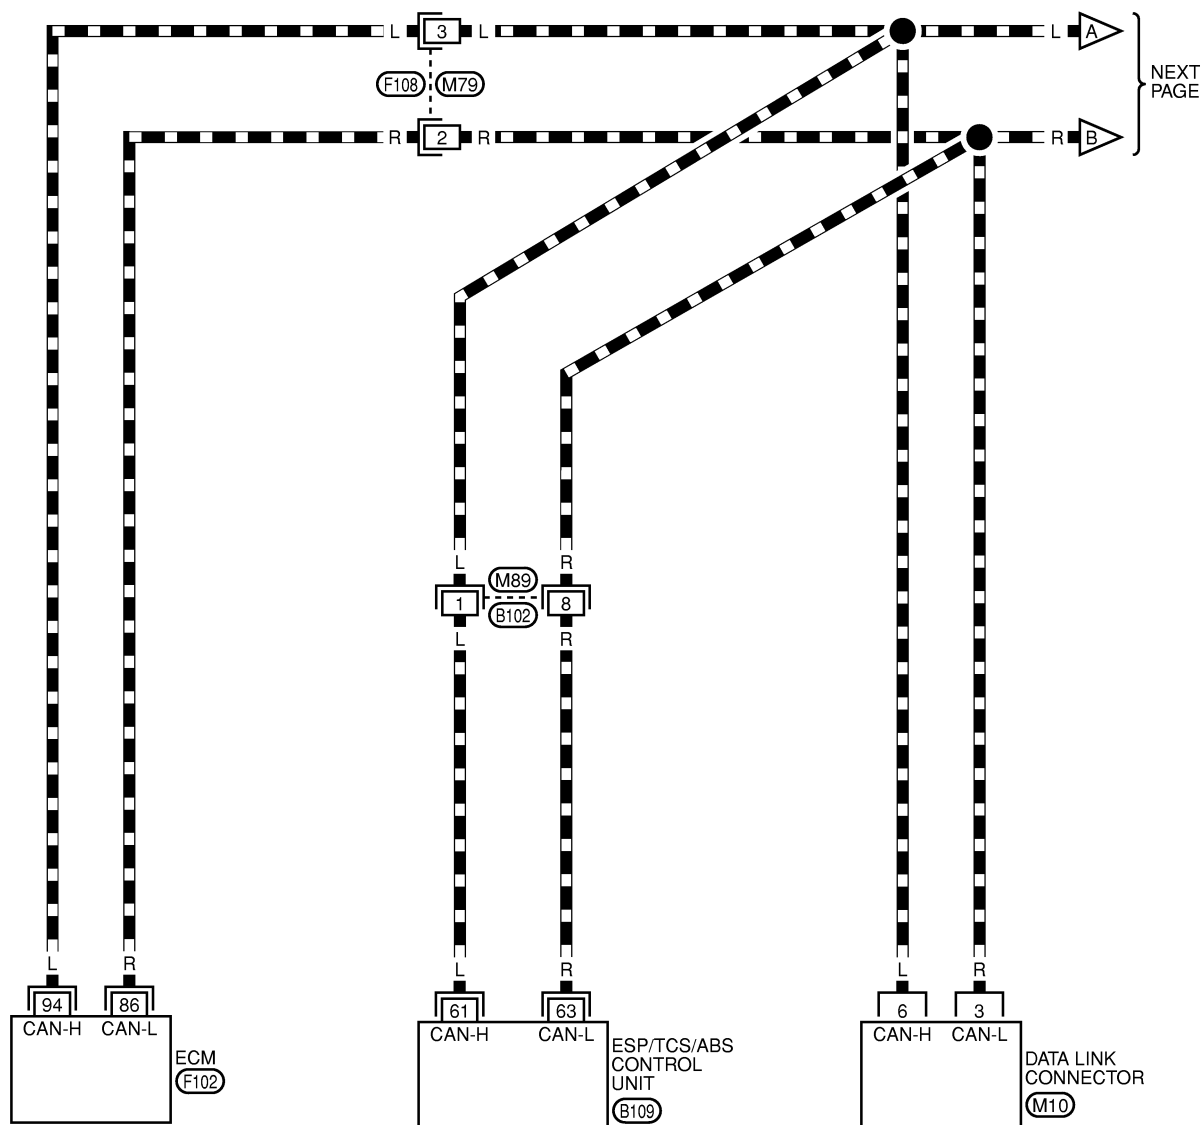 L 3 L L A
F108 M79
NEXT
PAGE
R 2 R R B
L R
M89
1 8
B102
L R
L R L R L R
94 86 61 63 6 3
CAN-H CAN-L CAN-H CAN-L CAN-H CAN-L
ECM
F102
ESP/TCS/ABS
CONTROL
UNIT
B109
DATA LINK
CONNECTOR
M10